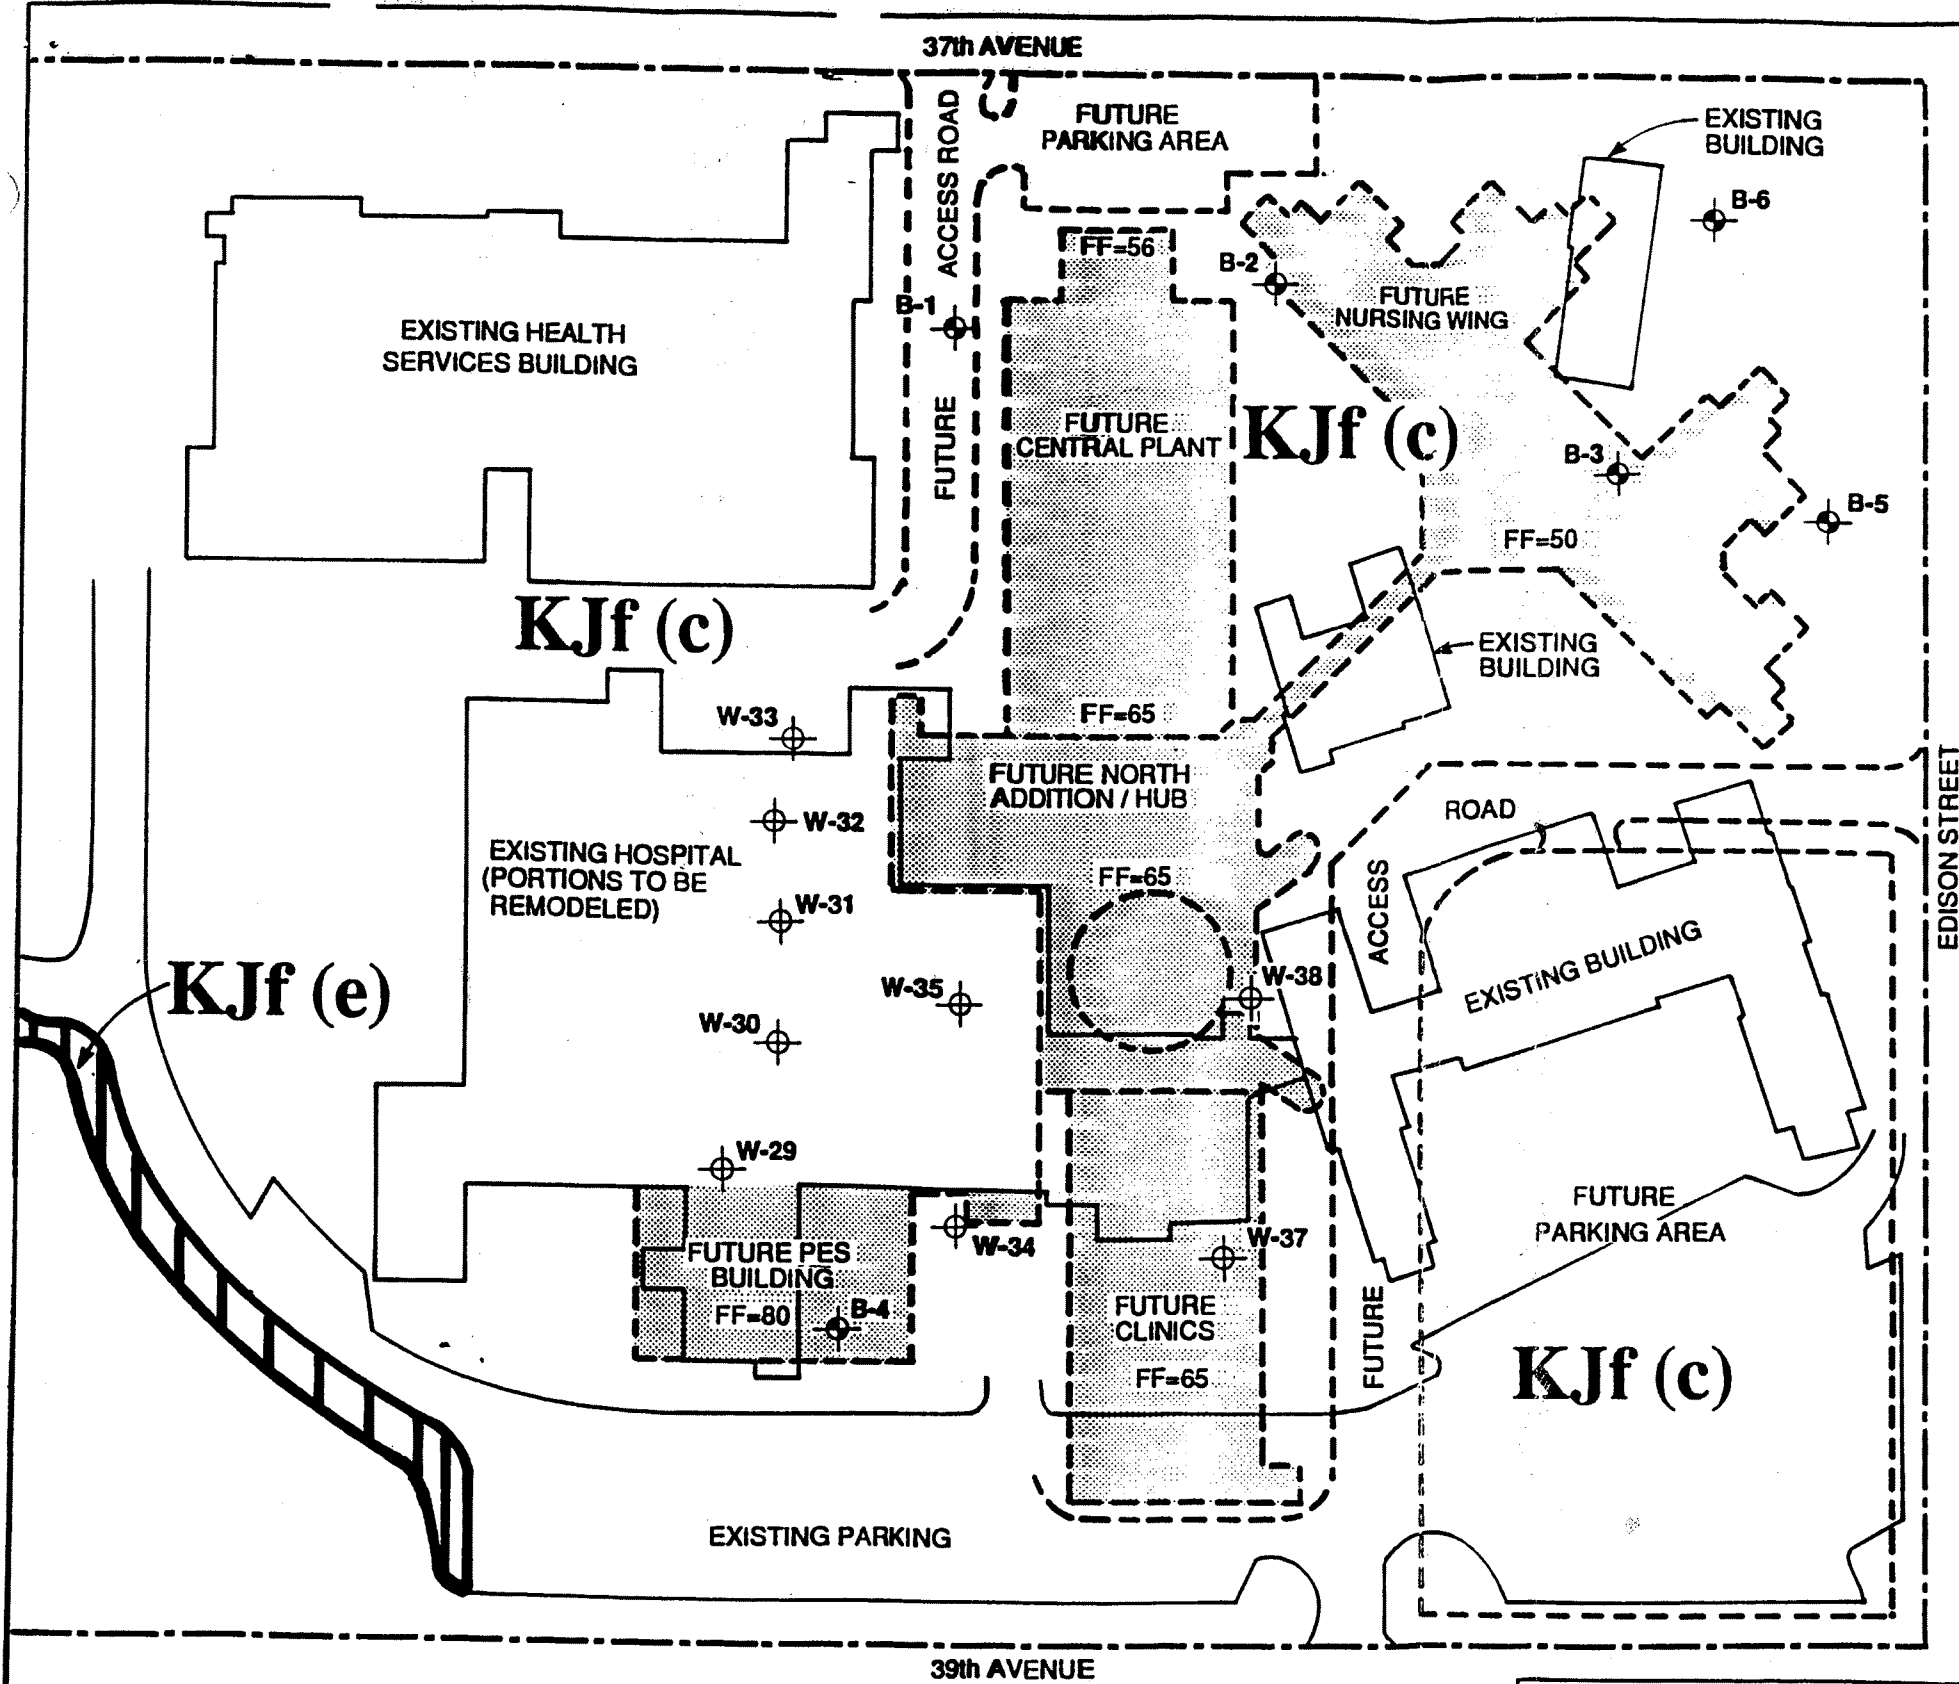 37th AVENUE
ACCESS ROAD
FUTURE
PARKING AREA
EXISTING
BUILDING
B-6
FF=56
B-2
FUTURE
NURSING WING
B-1
EXISTING HEALTH
SERVICES BUILDING
FUTURE
FUTURE
CENTRAL PLANT
KJf (c)
B-3
B-5
FF=50
KJf (c)
EXISTING
BUILDING
W-33
FF=65
FUTURE NORTH
ADDITION / HUB
ROAD
EDISON STREET
W-32
EXISTING HOSPITAL
(PORTIONS TO BE
REMODELED)
FF=65
ACCESS
W-31
EXISTING BUILDING
KJf (e)
W-35
W-38
W-30
W-29
FUTURE
PARKING AREA
W-34
W-37
FUTURE PES
BUILDING
FF=80
B-4
FUTURE
CLINICS
FUTURE
FF=65
KJf (c)
EXISTING PARKING
39th AVENUE